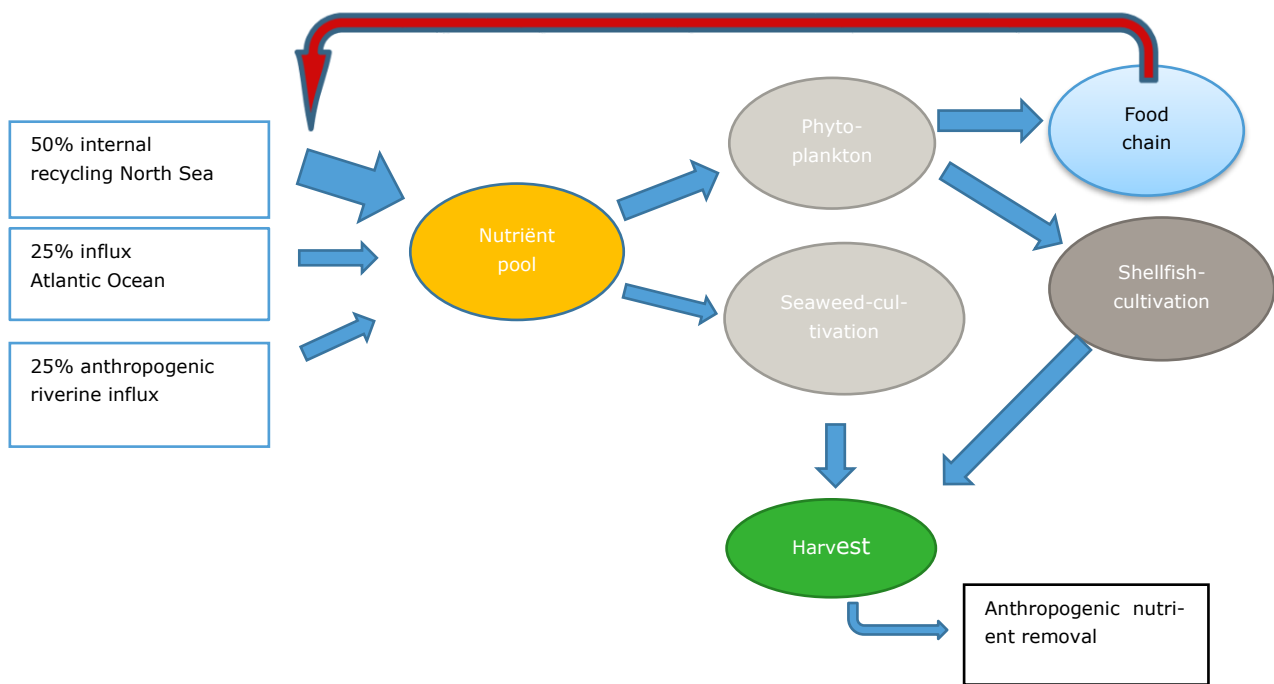 50% internal
recycling North Sea
25% influx
Atlantic Ocean
25% anthropogenic
riverine influx
Nutriënt
pool
Phyto-
plankton
Seaweed-cul-
tivation
Food
chain
Shellfish-
cultivation
Harvest
Anthropogenic nutri-
ent removal